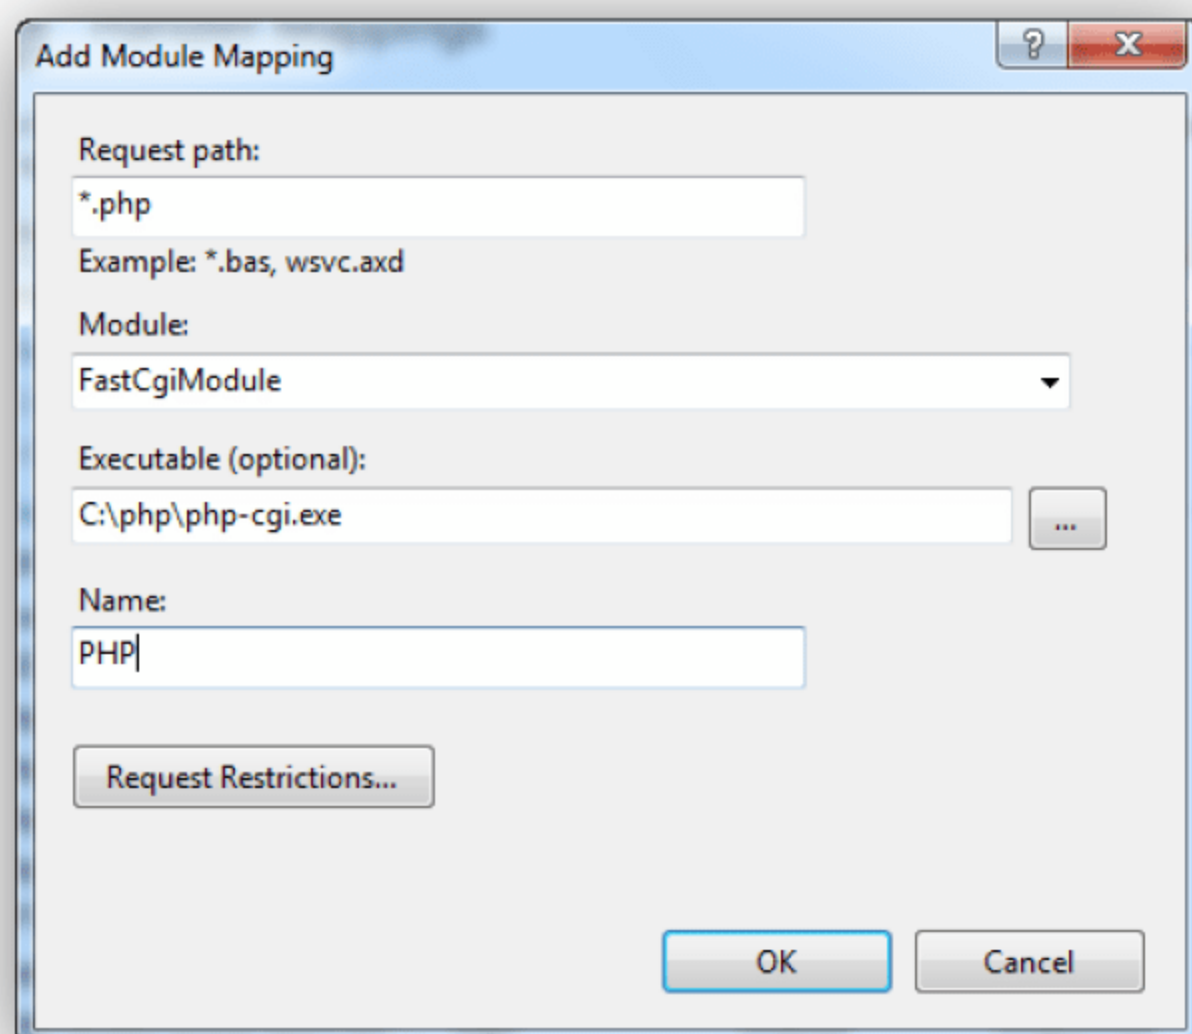 Add Module Mapping
Request path:
*.php
Example: *.bas, wsvc.axd
Module:
FastCgiModule
Executable (optional):
C:\php\php-cgi.exe
...
Name:
PHP
Request Restrictions...
OK
Cancel